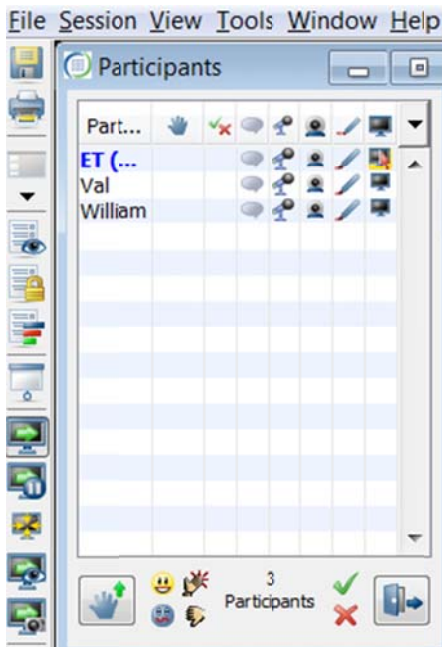 File Session View Tools Window Help
Participants
Part...
ET (...
Val
William
3
Participants